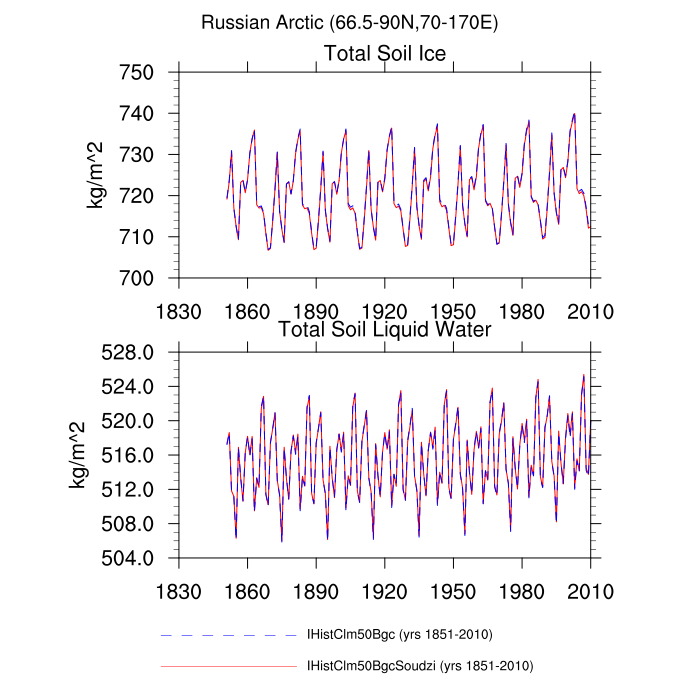 Russian Arctic (66.5-90N,70-170E)
Total Soil Ice
750
740
730
720
710
700
kg/m^2
1830 1860 1890 1920 1950 1980 2010
Total Soil Liquid Water
528.0
524.0
520.0
516.0
512.0
508.0
504.0
kg/m^2
1830 1860 1890 1920 1950 1980 2010
IHistClm50Bgc (yrs 1851-2010)
IHistClm50BgcSoudzi (yrs 1851-2010)